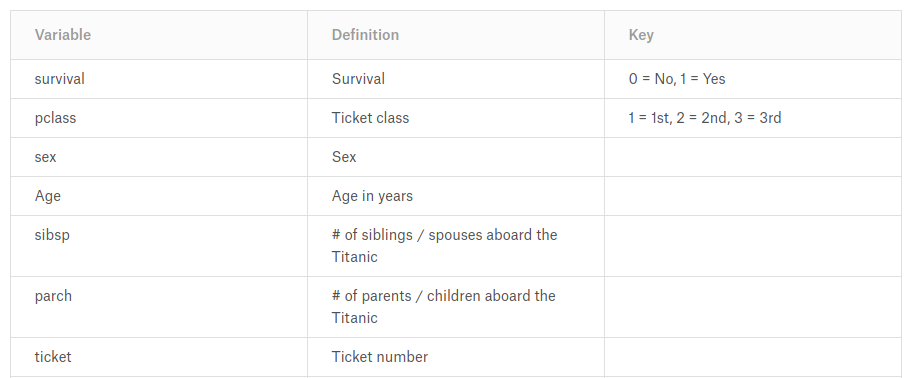 Variable Definition Key
survival Survival 0 = No, 1 = Yes
pclass Ticket class 1 = 1st, 2 = 2nd, 3 = 3rd
sex Sex
Age Age in years
sibsp # of siblings / spouses aboard the
Titanic
parch # of parents / children aboard the
Titanic
ticket Ticket number